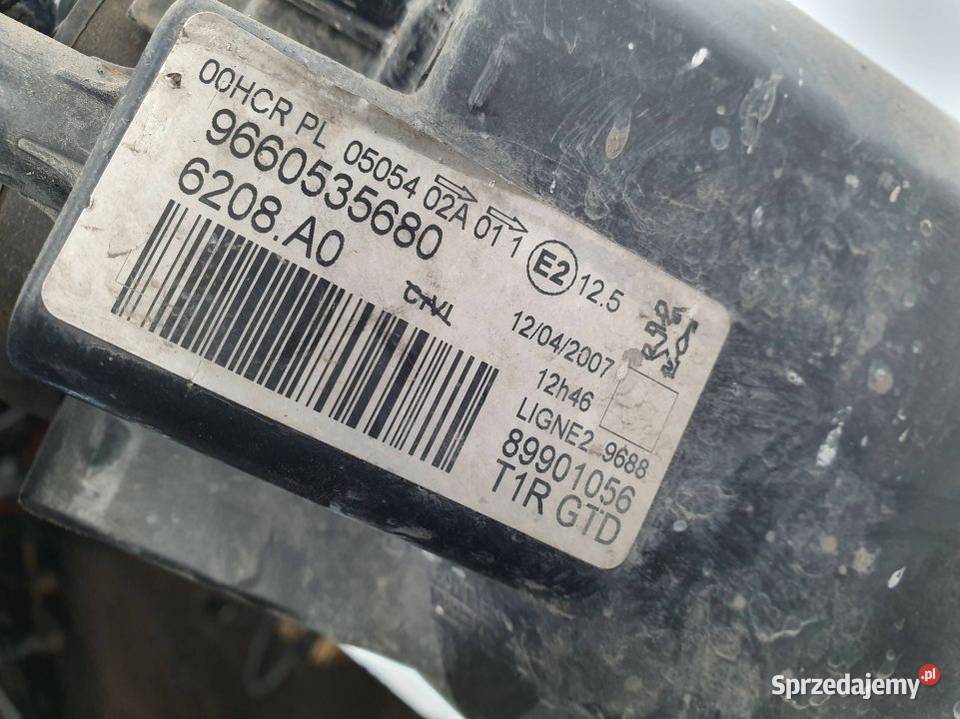 00HCR PL 05054 02A 01 1 E2 12.5
9660535680
6208.A0
CTVL
12/04/2007
12h46
LIGNE2 9688
89901056
T1R GTD
Sprzedajemy.pl